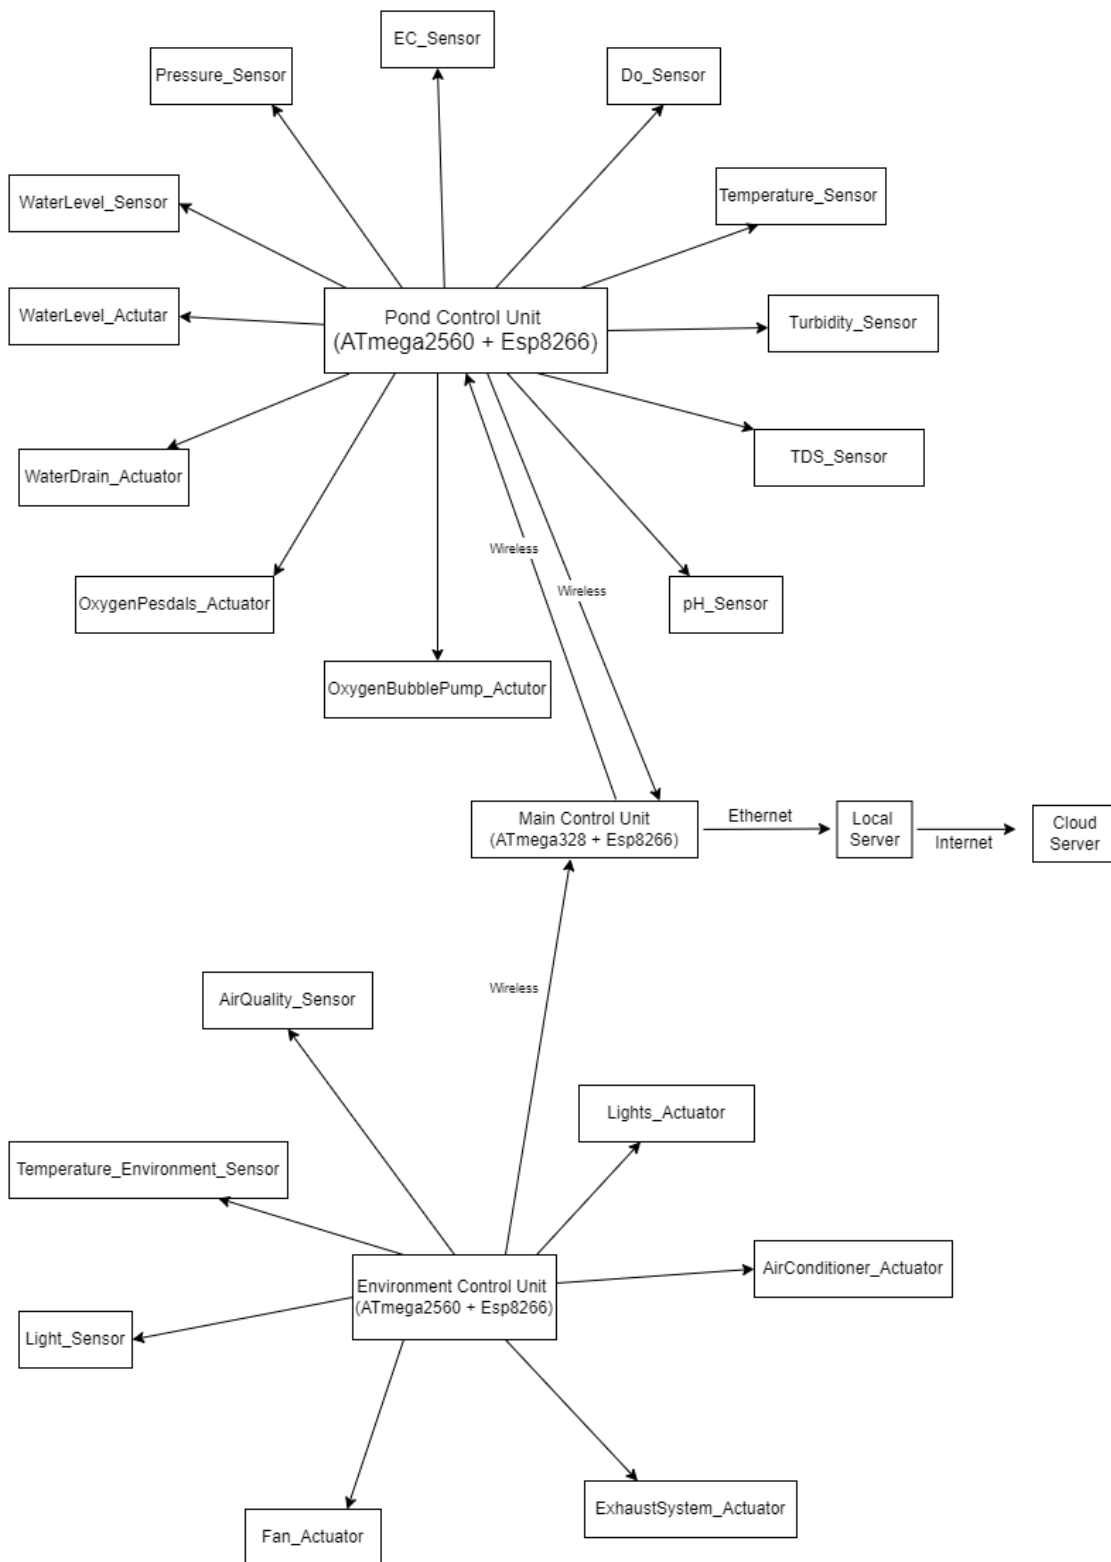 EC_Sensor
Pressure_Sensor
Do_Sensor
WaterLevel_Sensor
Temperature_Sensor
WaterLevel_Actutar
Pond Control Unit
(ATmega2560 + Esp8266)
Turbidity_Sensor
WaterDrain_Actuator
TDS_Sensor
Wireless
Wireless
OxygenPesdals_Actuator
pH_Sensor
OxygenBubblePump_Actutor
Main Control Unit
(ATmega328 + Esp8266)
Ethernet
Local
Server
Internet
Cloud
Server
Wireless
AirQuality_Sensor
Lights_Actuator
Temperature_Environment_Sensor
AirConditioner_Actuator
Environment Control Unit
(ATmega2560 + Esp8266)
Light_Sensor
ExhaustSystem_Actuator
Fan_Actuator